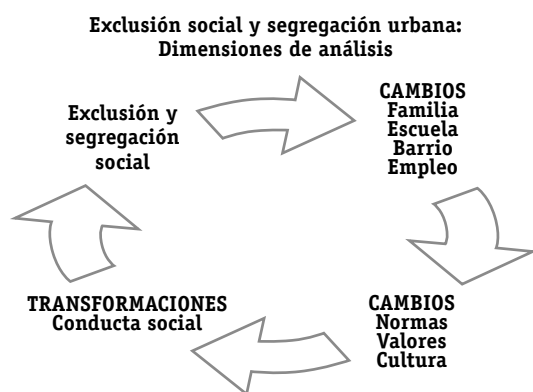 Exclusión social y segregación urbana:
Dimensiones de análisis
Exclusión y
segregación
social
CAMBIOS
Familia
Escuela
Barrio
Empleo
CAMBIOS
Normas
Valores
Cultura
TRANSFORMACIONES
Conducta social